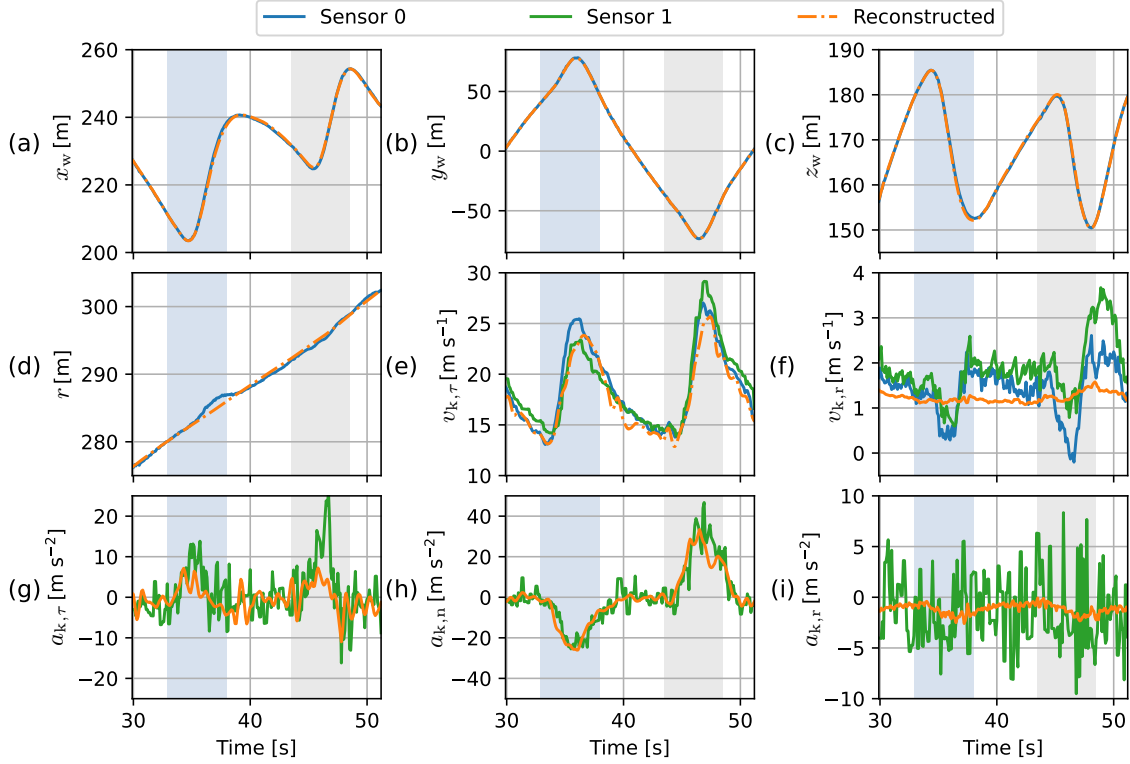 Sensor 0 Sensor 1 Reconstructed
(a) x_w [m] 260 240 220 200
(b) y_w [m] 50 0 −50
(c) z_w [m] 190 180 170 160 150
(d) r [m] 300 290 280
(e) v_k,τ [m s⁻¹] 30 25 20 15 10
(f) v_k,r [m s⁻¹] 4 3 2 1 0
(g) a_k,τ [m s⁻²] 20 10 0 −10 −20
(h) a_k,n [m s⁻²] 40 20 0 −20 −40
(i) a_k,r [m s⁻²] 10 5 0 −5 −10
30 40 50 30 40 50 30 40 50
Time [s] Time [s] Time [s]